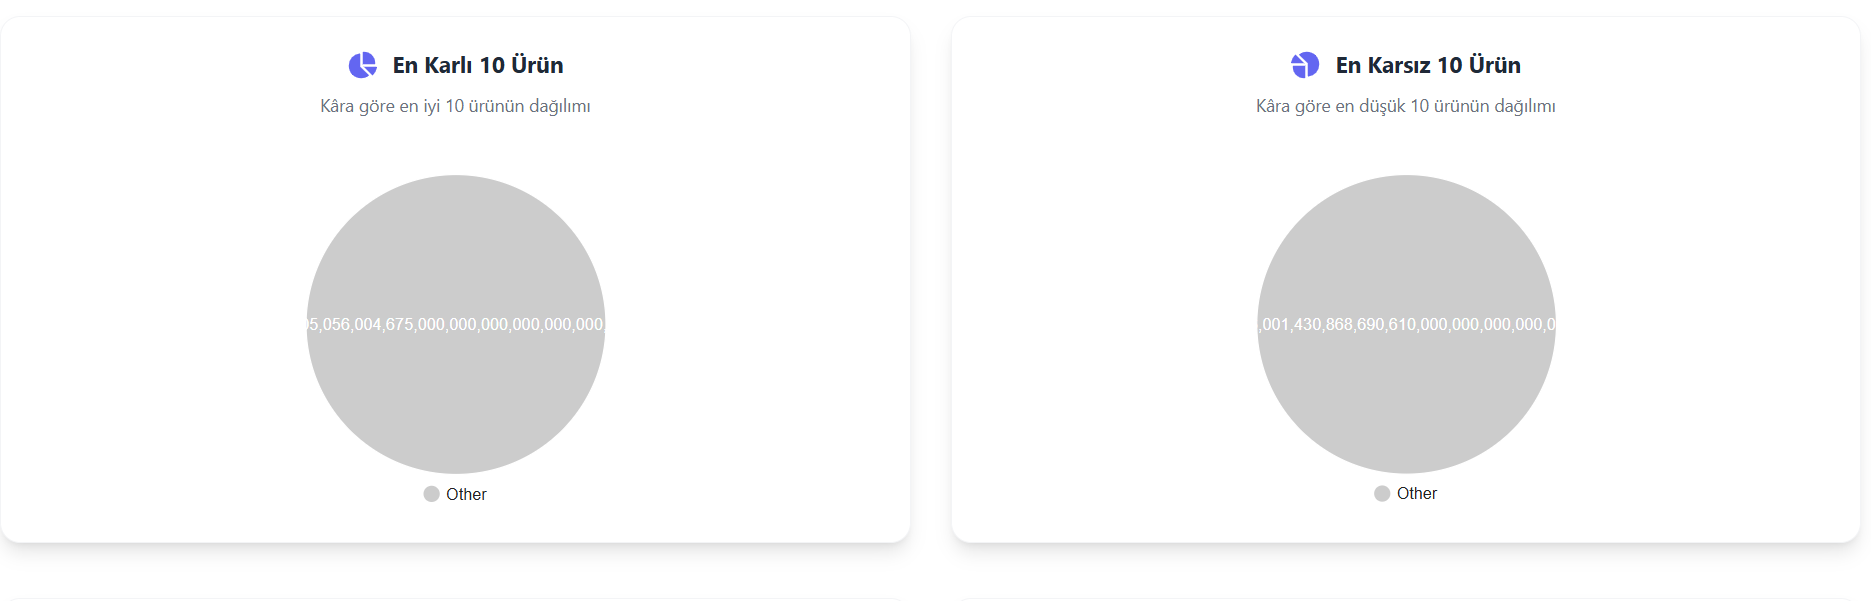 En Karlı 10 Ürün
Kâra göre en iyi 10 ürünün dağılımı
5,056,004,675,000,000,000,000,000,000,
Other
En Karsız 10 Ürün
Kâra göre en düşük 10 ürünün dağılımı
,001,430,868,690,610,000,000,000,000,0
Other